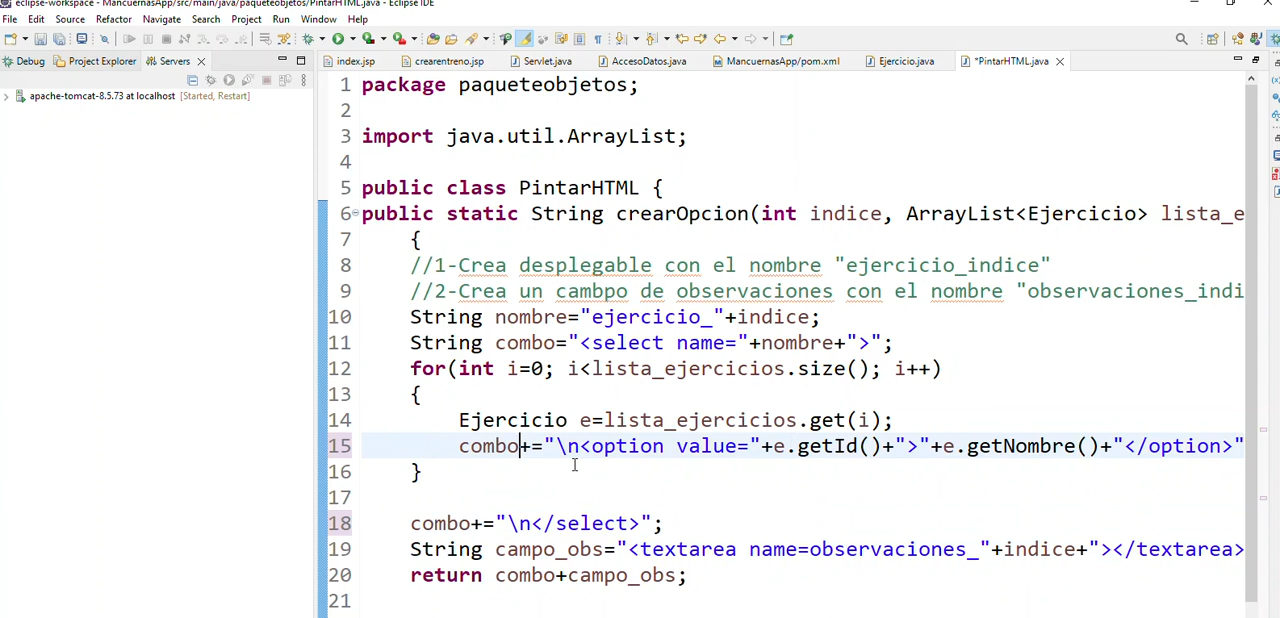 eclipse-workspace - MancuernasApp/src/main/java/paqueteobjetos/PintarHTML.java - Eclipse IDE
File Edit Source Refactor Navigate Search Project Run Window Help
Debug Project Explorer Servers
index.jsp crearentreno.jsp Servlet.java AccesoDatos.java MancuernasApp/pom.xml Ejercicio.java *PintarHTML.java
apache-tomcat-8.5.73 at localhost [Started, Restart]
1 package paqueteobjetos;
2
3 import java.util.ArrayList;
4
5 public class PintarHTML {
6 public static String crearOpcion(int indice, ArrayList<Ejercicio> lista_e
7 {
8 //1-Crea desplegable con el nombre "ejercicio_indice"
9 //2-Crea un cambpo de observaciones con el nombre "observaciones_indi
10 String nombre="ejercicio_"+indice;
11 String combo="<select name="+nombre+">";
12 for(int i=0; i<lista_ejercicios.size(); i++)
13 {
14 Ejercicio e=lista_ejercicios.get(i);
15 combo+="\n<option value="+e.getId()+">"+e.getNombre()+"</option>"
16 }
17
18 combo+="\n</select>";
19 String campo_obs="<textarea name=observaciones_"+indice+"></textarea>
20 return combo+campo_obs;
21